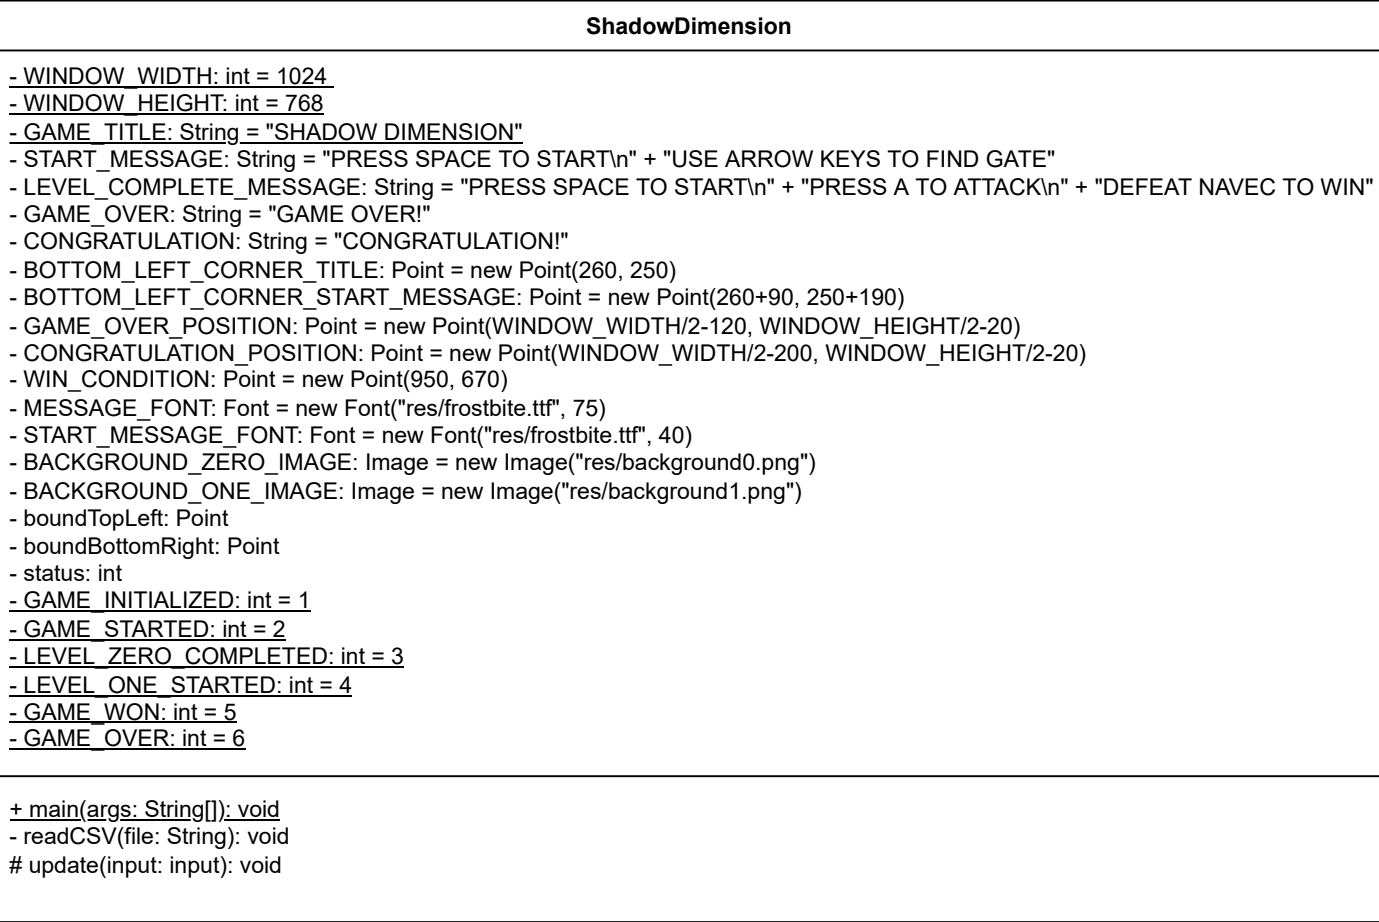 ShadowDimension
- WINDOW_WIDTH: int = 1024
- WINDOW_HEIGHT: int = 768
- GAME_TITLE: String = "SHADOW DIMENSION"
- START_MESSAGE: String = "PRESS SPACE TO START\n" + "USE ARROW KEYS TO FIND GATE"
- LEVEL_COMPLETE_MESSAGE: String = "PRESS SPACE TO START\n" + "PRESS A TO ATTACK\n" + "DEFEAT NAVEC TO WIN"
- GAME_OVER: String = "GAME OVER!"
- CONGRATULATION: String = "CONGRATULATION!"
- BOTTOM_LEFT_CORNER_TITLE: Point = new Point(260, 250)
- BOTTOM_LEFT_CORNER_START_MESSAGE: Point = new Point(260+90, 250+190)
- GAME_OVER_POSITION: Point = new Point(WINDOW_WIDTH/2-120, WINDOW_HEIGHT/2-20)
- CONGRATULATION_POSITION: Point = new Point(WINDOW_WIDTH/2-200, WINDOW_HEIGHT/2-20)
- WIN_CONDITION: Point = new Point(950, 670)
- MESSAGE_FONT: Font = new Font("res/frostbite.ttf", 75)
- START_MESSAGE_FONT: Font = new Font("res/frostbite.ttf", 40)
- BACKGROUND_ZERO_IMAGE: Image = new Image("res/background0.png")
- BACKGROUND_ONE_IMAGE: Image = new Image("res/background1.png")
- boundTopLeft: Point
- boundBottomRight: Point
- status: int
- GAME_INITIALIZED: int = 1
- GAME_STARTED: int = 2
- LEVEL_ZERO_COMPLETED: int = 3
- LEVEL_ONE_STARTED: int = 4
- GAME_WON: int = 5
- GAME_OVER: int = 6
+ main(args: String[]): void
- readCSV(file: String): void
# update(input: input): void